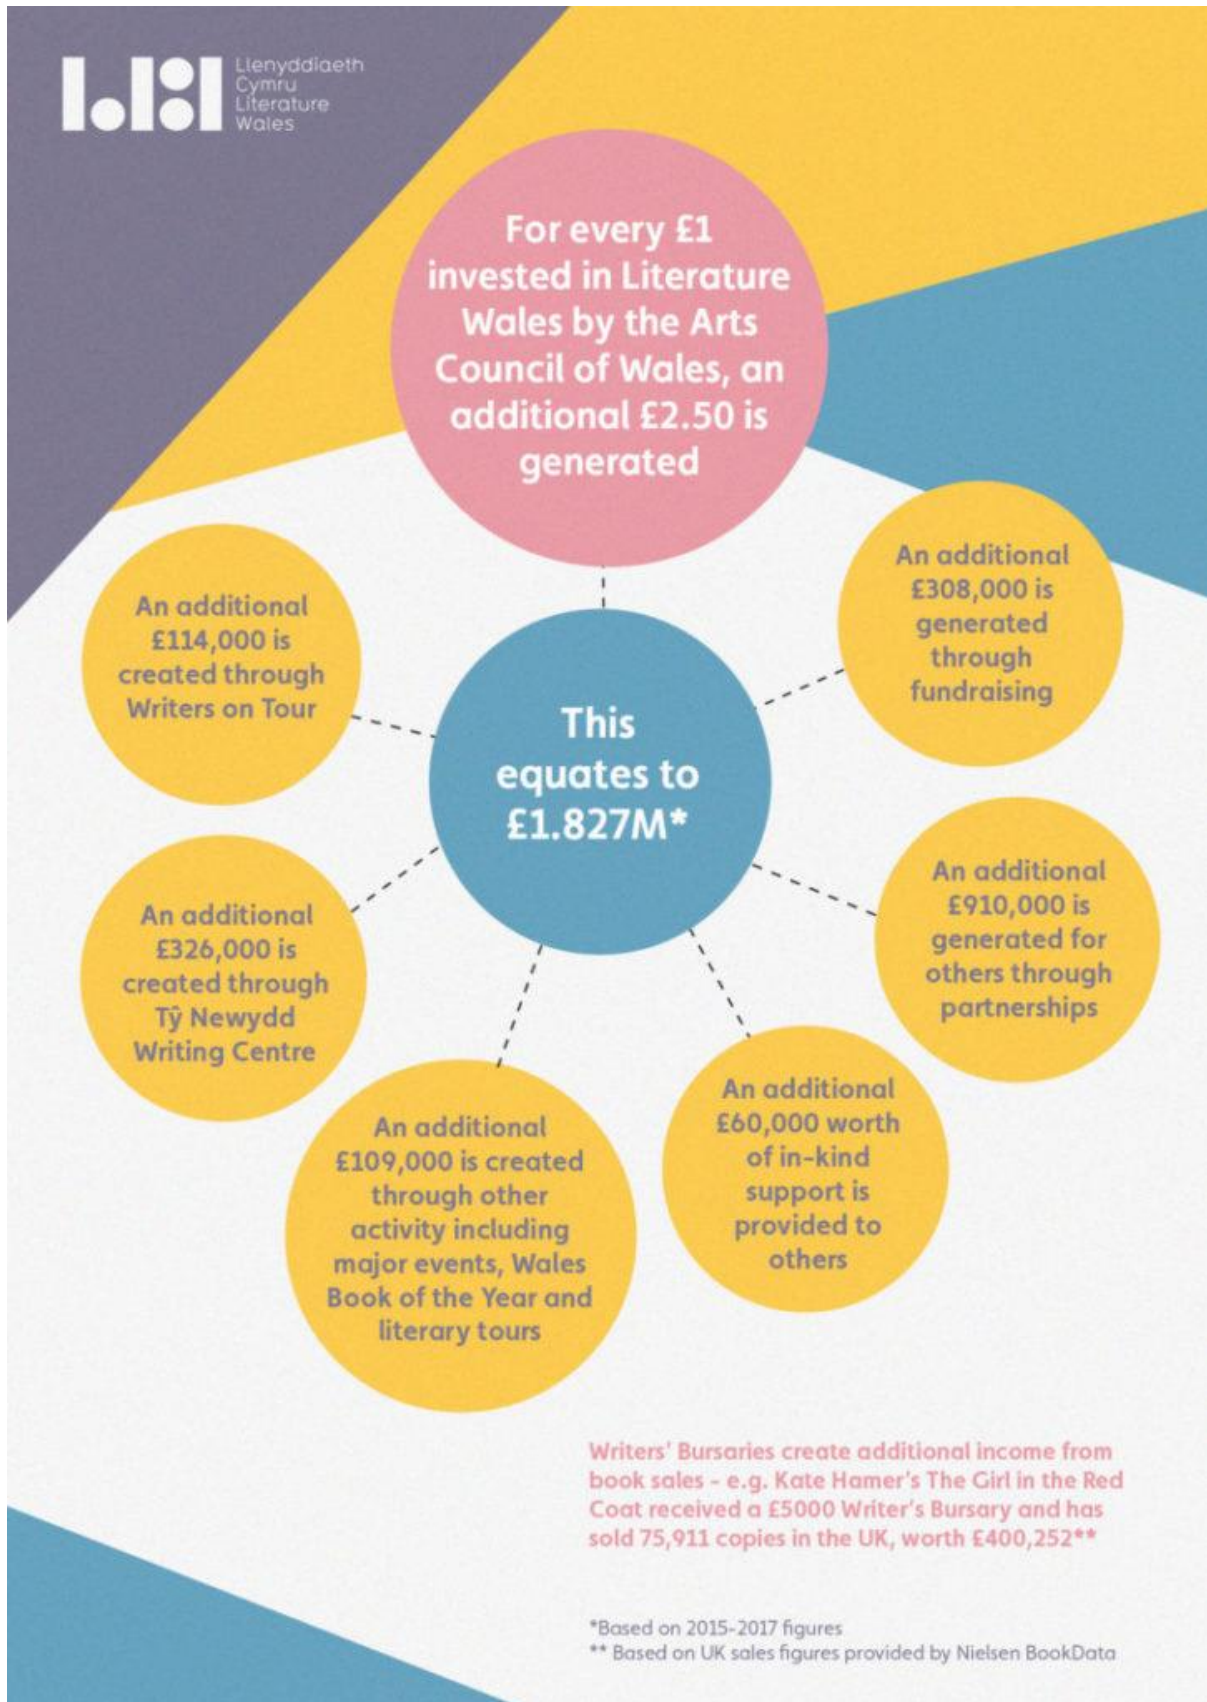 Llenyddiaeth
Cymru
Literature
Wales
For every £1
invested in Literature
Wales by the Arts
Council of Wales, an
additional £2.50 is
generated
An additional
£308,000 is
generated
through
fundraising
An additional
£114,000 is
created through
Writers on Tour
This
equates to
£1.827M*
An additional
£910,000 is
generated for
others through
partnerships
An additional
£326,000 is
created through
Tŷ Newydd
Writing Centre
An additional
£60,000 worth
of in-kind
support is
provided to
others
An additional
£109,000 is created
through other
activity including
major events, Wales
Book of the Year and
literary tours
Writers' Bursaries create additional income from
book sales - e.g. Kate Hamer's The Girl in the Red
Coat received a £5000 Writer's Bursary and has
sold 75,911 copies in the UK, worth £400,252**
*Based on 2015-2017 figures
** Based on UK sales figures provided by Nielsen BookData